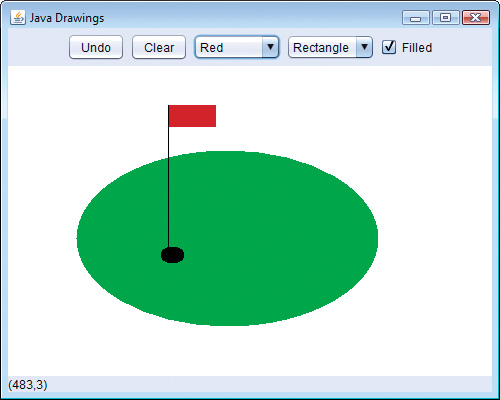 Java Drawings
Undo Clear Red Rectangle Filled
(483,3)